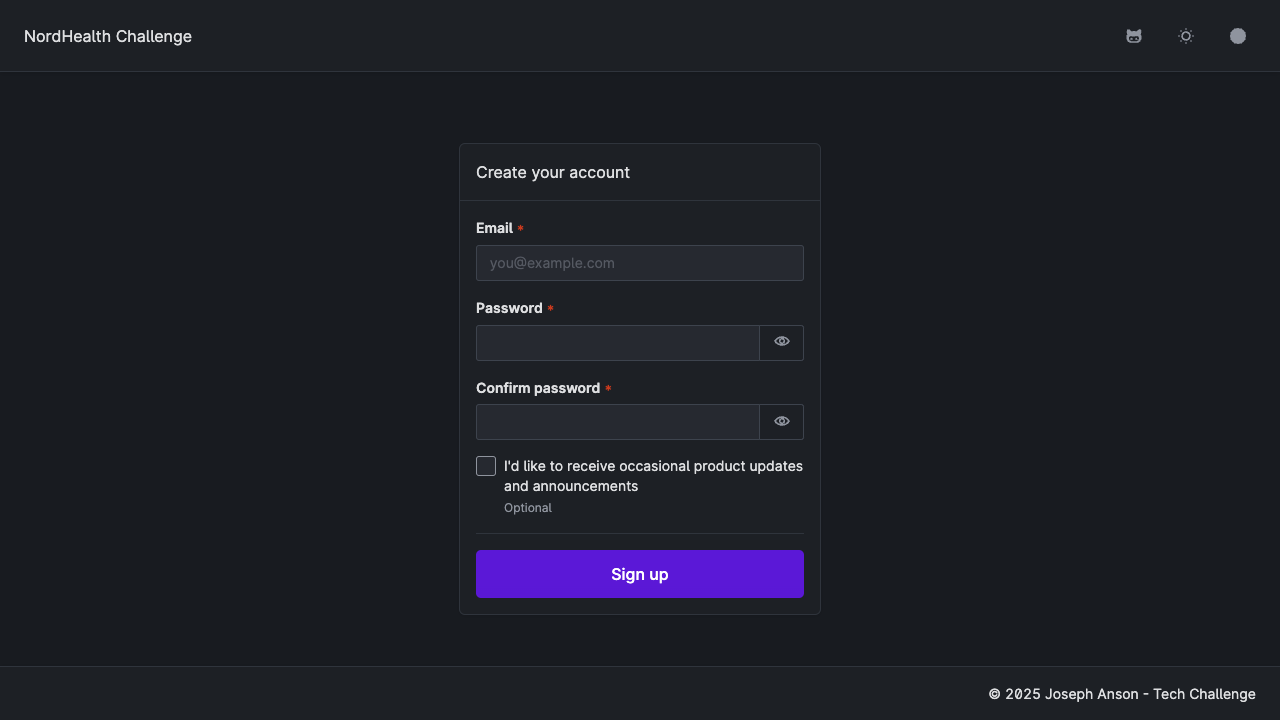 NordHealth Challenge
Create your account
Email *
you@example.com
Password *
Confirm password *
I'd like to receive occasional product updates
and announcements
Optional
Sign up
© 2025 Joseph Anson - Tech Challenge